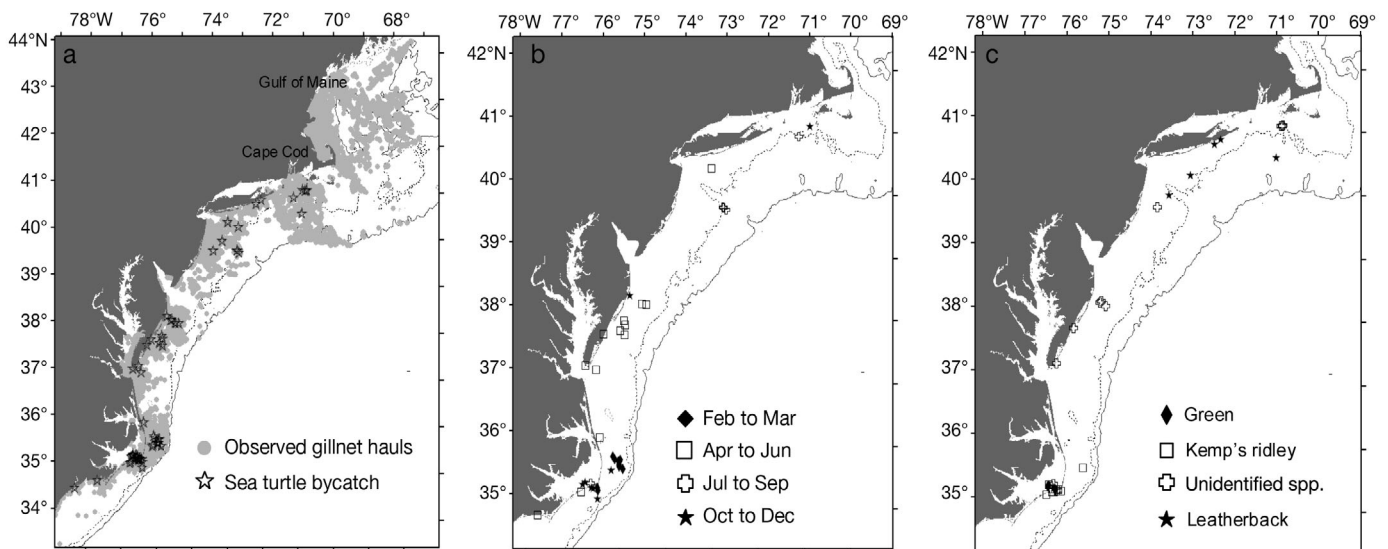 78° 76° 74° 72° 70° 68°
44°N
43°
42°
41°
40°
39°
38°
37°
36°
35°
34°
a
Gulf of Maine
Cape Cod
Observed gillnet hauls
Sea turtle bycatch
78°W 77° 76° 75° 74° 73° 72° 71° 70° 69°
42°N
41°
40°
39°
38°
37°
36°
35°
b
Feb to Mar
Apr to Jun
Jul to Sep
Oct to Dec
78°W 77° 76° 75° 74° 73° 72° 71° 70° 69°
42°N
41°
40°
39°
38°
37°
36°
35°
c
Green
Kemp's ridley
Unidentified spp.
Leatherback